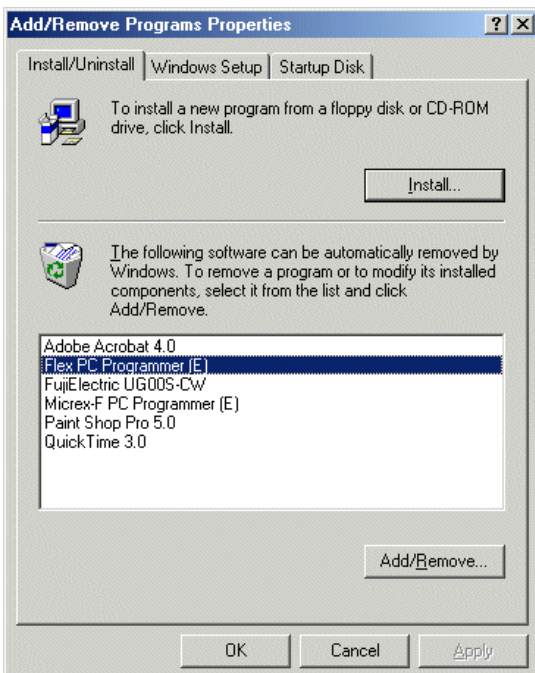 Add/Remove Programs Properties
Install/Uninstall Windows Setup Startup Disk
To install a new program from a floppy disk or CD-ROM
drive, click Install.
Install...
The following software can be automatically removed by
Windows. To remove a program or to modify its installed
components, select it from the list and click
Add/Remove.
Adobe Acrobat 4.0
Flex PC Programmer (E)
FujiElectric UG00S-CW
Micrex-F PC Programmer (E)
Paint Shop Pro 5.0
QuickTime 3.0
Add/Remove...
OK Cancel Apply